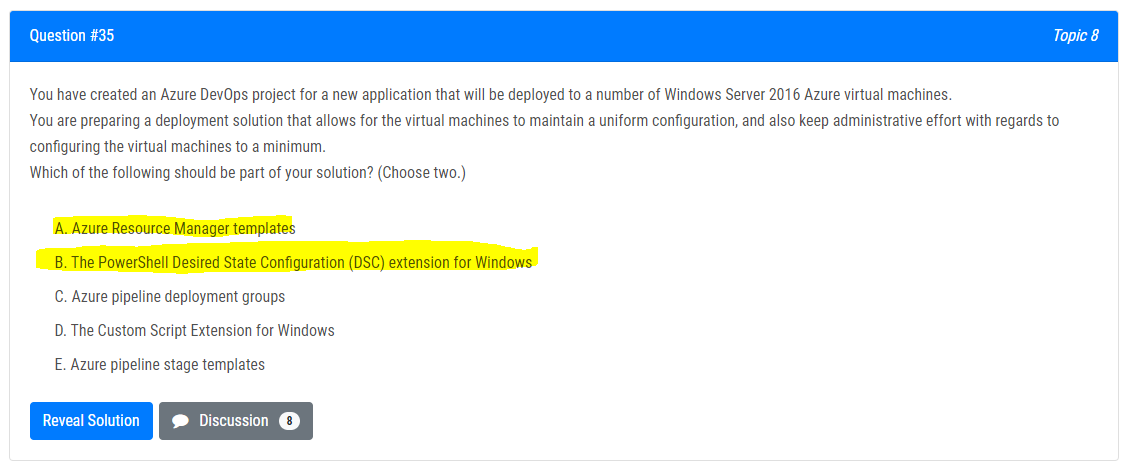 Question #35
Topic 8
You have created an Azure DevOps project for a new application that will be deployed to a number of Windows Server 2016 Azure virtual machines.
You are preparing a deployment solution that allows for the virtual machines to maintain a uniform configuration, and also keep administrative effort with regards to
configuring the virtual machines to a minimum.
Which of the following should be part of your solution? (Choose two.)
A. Azure Resource Manager templates
B. The PowerShell Desired State Configuration (DSC) extension for Windows
C. Azure pipeline deployment groups
D. The Custom Script Extension for Windows
E. Azure pipeline stage templates
Reveal Solution
Discussion 8